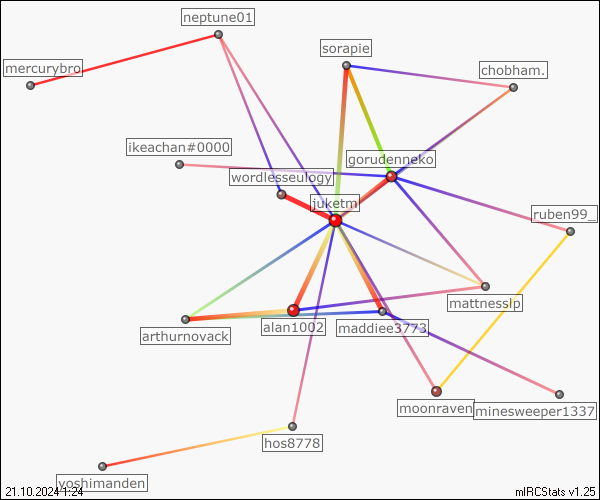 neptune01
sorapie
mercurybro
chobham.
ikeachan#0000
gorudenneko
wordlesseulogy
juketm
ruben99_
mattnesslp
alan1002
maddiee3773
arthurnovack
moonraven
minesweeper1337
hos8778
yoshimanden
21.10.2024 1:24
mIRCStats v1.25